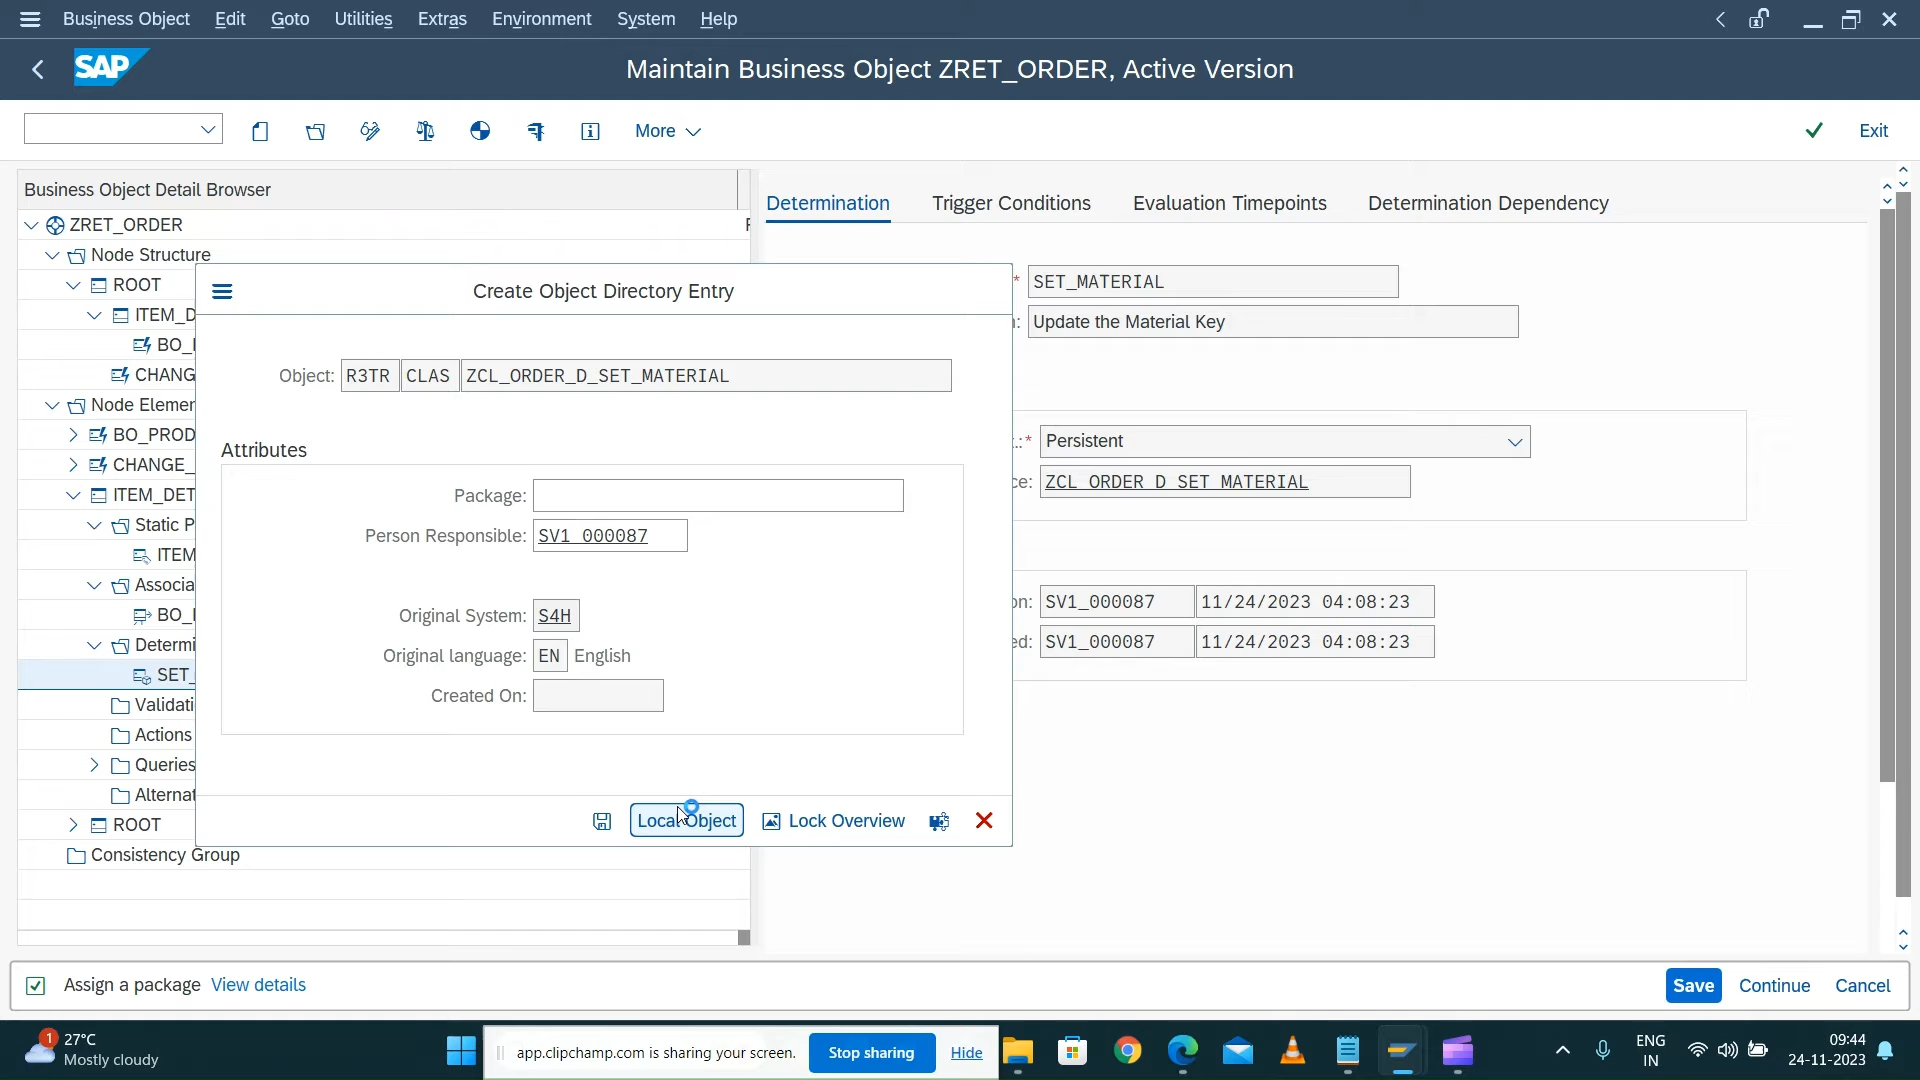 Business Object Edit Goto Utilities Extras Environment System Help
SAP Maintain Business Object ZRET_ORDER, Active Version
More Exit
Business Object Detail Browser
ZRET_ORDER
Node Structure
ROOT
ITEM_D
BO_
CHANG
Node Elemen
BO_PROD
CHANGE_
ITEM_DET
Static P
ITEM
Associa
BO_
Determi
SET_
Validati
Actions
Queries
Alternat
ROOT
Consistency Group
Create Object Directory Entry
Object: R3TR CLAS ZCL_ORDER_D_SET_MATERIAL
Attributes
Package:
Person Responsible: SV1_000087
Original System: S4H
Original language: EN English
Created On:
Local Object Lock Overview
Determination Trigger Conditions Evaluation Timepoints Determination Dependency
* SET_MATERIAL
: Update the Material Key
.:* Persistent
ce: ZCL_ORDER_D_SET_MATERIAL
on: SV1_000087 11/24/2023 04:08:23
ed: SV1_000087 11/24/2023 04:08:23
Assign a package View details
Save Continue Cancel
1 27°C
Mostly cloudy
app.clipchamp.com is sharing your screen. Stop sharing Hide
ENG
IN
09:44
24-11-2023